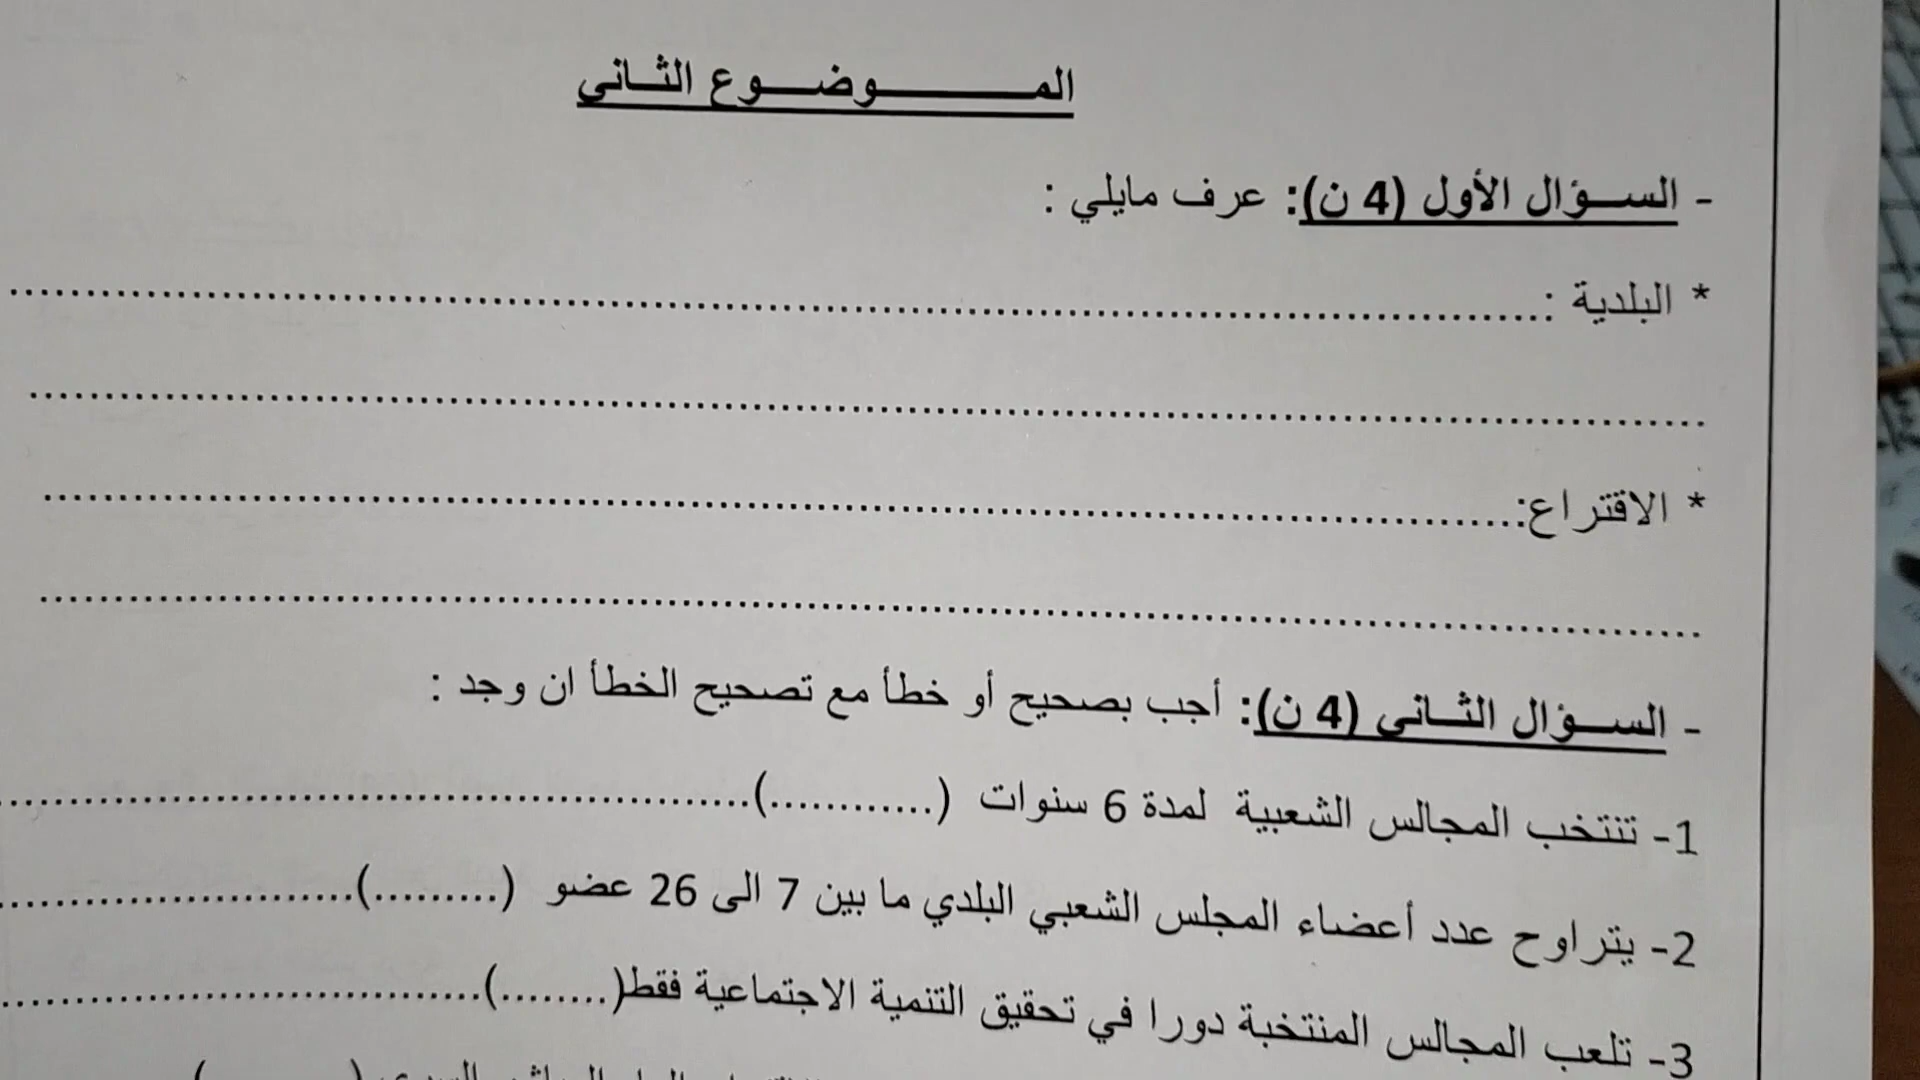 الموضوع الثاني
- السؤال الأول (4 ن): عرف مايلي :
* البلدية :..............................
........................................
* الاقتراع:..............................
........................................
- السؤال الثاني (4 ن): أجب بصحيح أو خطأ مع تصحيح الخطأ ان وجد :
1- تنتخب المجالس الشعبية لمدة 6 سنوات (............)..............................
2- يتراوح عدد أعضاء المجلس الشعبي البلدي ما بين 7 الى 26 عضو (.........)..............................
3- تلعب المجالس المنتخبة دورا في تحقيق التنمية الاجتماعية فقط(........)..............................